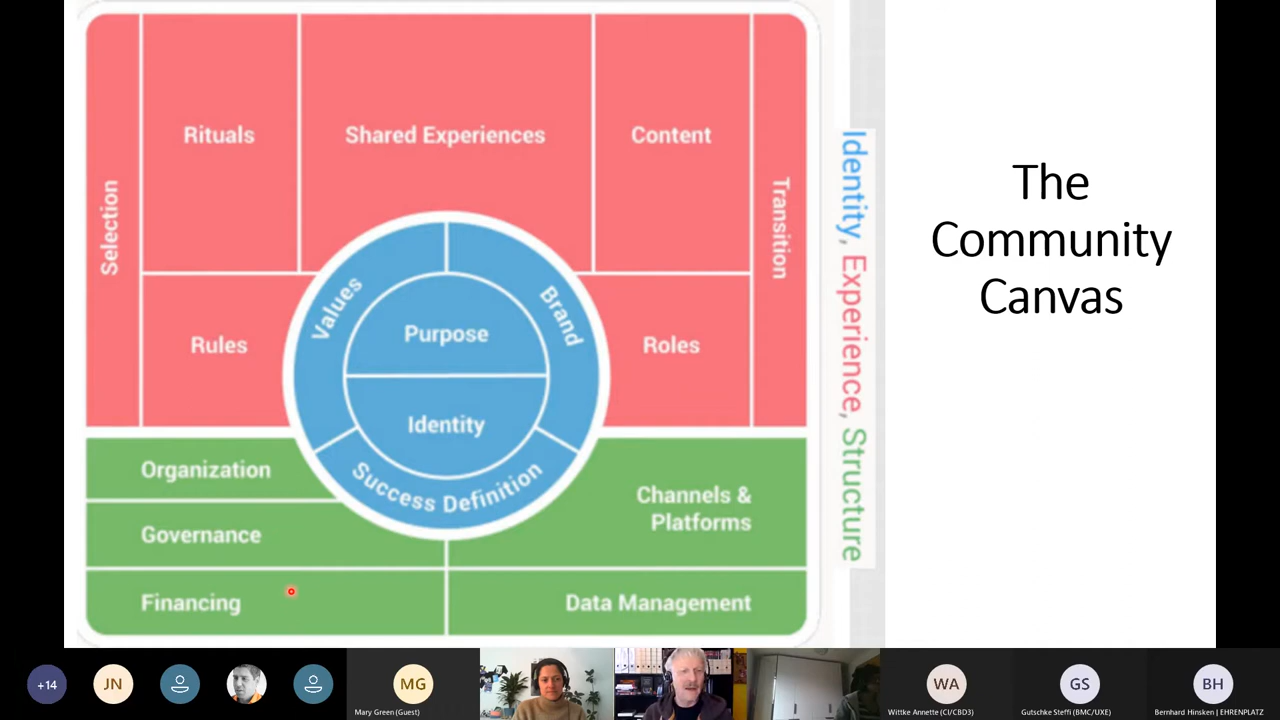 Selection
Rituals
Shared Experiences
Content
Transition
Rules
Values
Brand
Roles
Purpose
Identity
Success Definition
Organization
Governance
Financing
Channels &
Platforms
Data Management
Identity, Experience, Structure
The
Community
Canvas
+14
JN
MG
Mary Green (Guest)
WA
Wittke Annette (CI/CBD3)
GS
Gutschke Steffi (BMC/UXE)
BH
Bernhard Hinsken | EHRENPLATZ